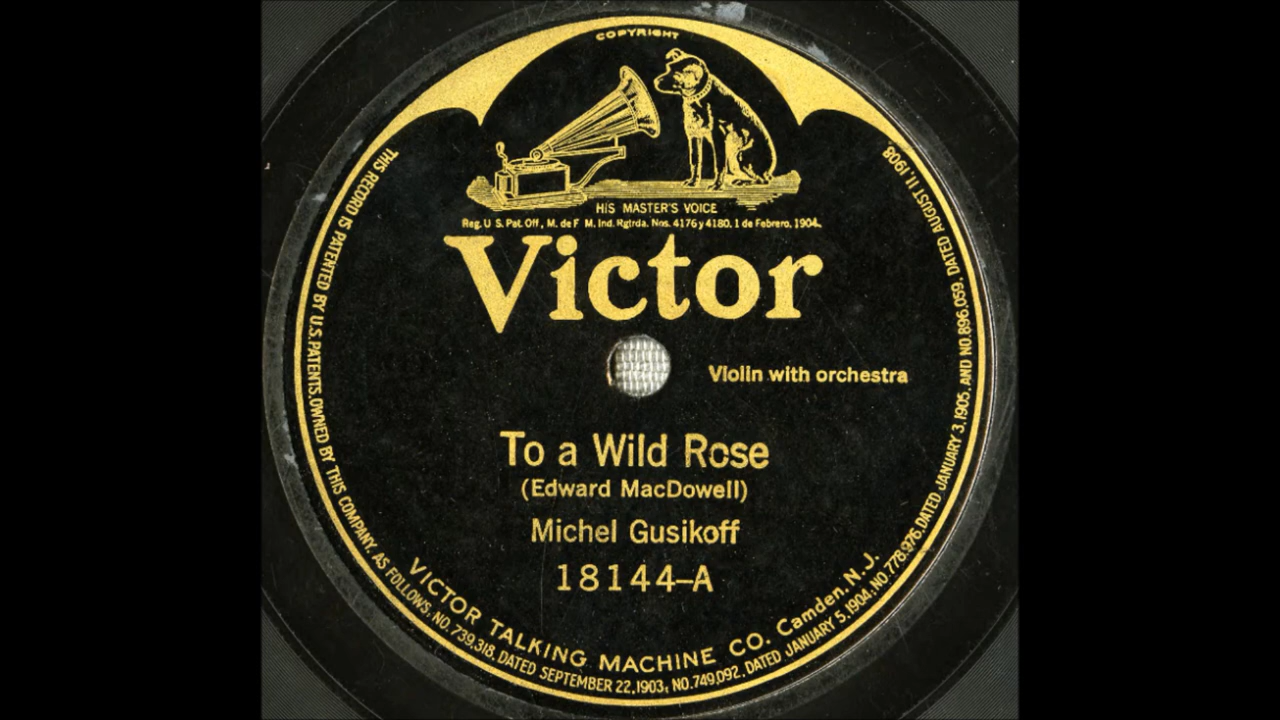 COPYRIGHT
HIS MASTER'S VOICE
Reg. U S. Pat. Off, M. de F M. Ind. Rgtrda. Nos. 4176 y 4180. 1 de Febrero, 1904.
Victor
Violin with orchestra
To a Wild Rose
(Edward MacDowell)
Michel Gusikoff
18144-A
VICTOR TALKING MACHINE CO. Camden, N. J.
THIS RECORD IS PATENTED BY U.S. PATENTS, OWNED BY THIS COMPANY, AS FOLLOWS; NO. 739,318, DATED SEPTEMBER 22, 1903; NO. 749,092, DATED JANUARY 5, 1904, NO. 778,976, DATED JANUARY 3, 1905, AND NO. 896,059, DATED AUGUST 11, 1908